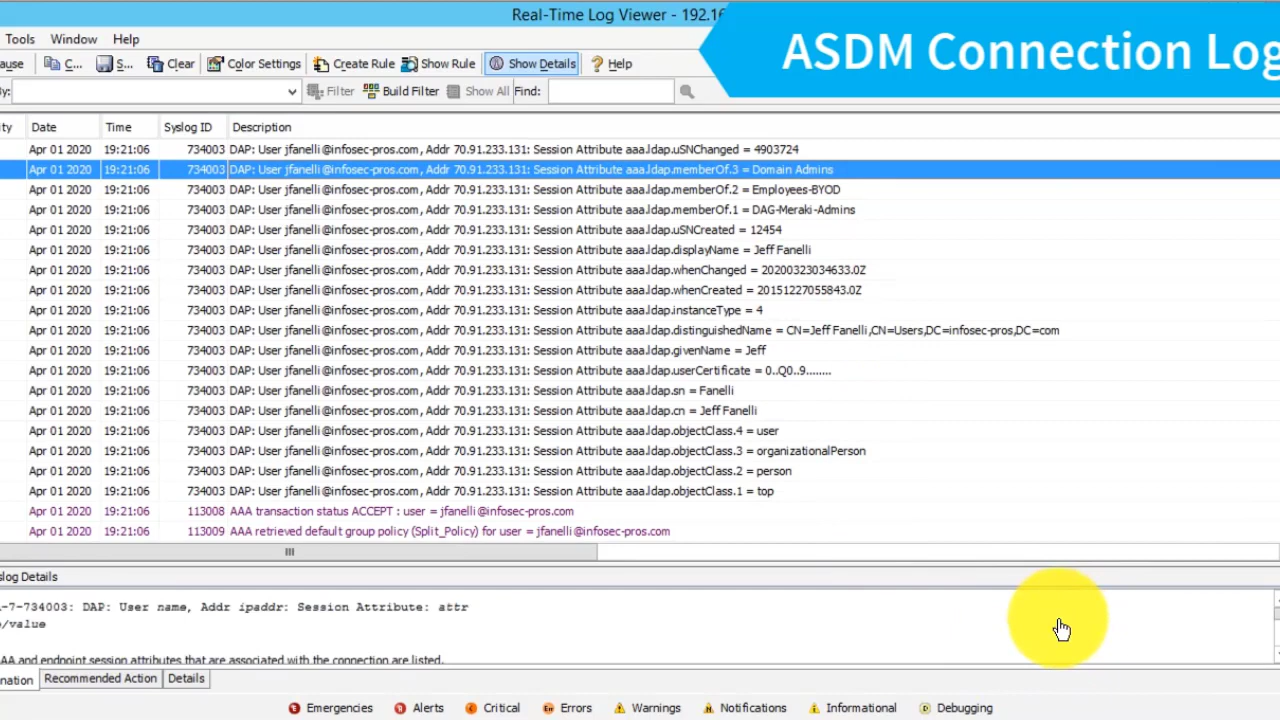 Real-Time Log Viewer - 192.16
ASDM Connection Log
Tools Window Help
ause C... S... Clear Color Settings Create Rule Show Rule Show Details Help
By: Filter Build Filter Show All Find:
ty Date Time Syslog ID Description
Apr 01 2020 19:21:06 734003 DAP: User jfanelli@infosec-pros.com, Addr 70.91.233.131: Session Attribute aaa.ldap.uSNChanged = 4903724
Apr 01 2020 19:21:06 734003 DAP: User jfanelli@infosec-pros.com, Addr 70.91.233.131: Session Attribute aaa.ldap.memberOf.3 = Domain Admins
Apr 01 2020 19:21:06 734003 DAP: User jfanelli@infosec-pros.com, Addr 70.91.233.131: Session Attribute aaa.ldap.memberOf.2 = Employees-BYOD
Apr 01 2020 19:21:06 734003 DAP: User jfanelli@infosec-pros.com, Addr 70.91.233.131: Session Attribute aaa.ldap.memberOf.1 = DAG-Meraki-Admins
Apr 01 2020 19:21:06 734003 DAP: User jfanelli@infosec-pros.com, Addr 70.91.233.131: Session Attribute aaa.ldap.uSNCreated = 12454
Apr 01 2020 19:21:06 734003 DAP: User jfanelli@infosec-pros.com, Addr 70.91.233.131: Session Attribute aaa.ldap.displayName = Jeff Fanelli
Apr 01 2020 19:21:06 734003 DAP: User jfanelli@infosec-pros.com, Addr 70.91.233.131: Session Attribute aaa.ldap.whenChanged = 20200323034633.0Z
Apr 01 2020 19:21:06 734003 DAP: User jfanelli@infosec-pros.com, Addr 70.91.233.131: Session Attribute aaa.ldap.whenCreated = 20151227055843.0Z
Apr 01 2020 19:21:06 734003 DAP: User jfanelli@infosec-pros.com, Addr 70.91.233.131: Session Attribute aaa.ldap.instanceType = 4
Apr 01 2020 19:21:06 734003 DAP: User jfanelli@infosec-pros.com, Addr 70.91.233.131: Session Attribute aaa.ldap.distinguishedName = CN=Jeff Fanelli,CN=Users,DC=infosec-pros,DC=com
Apr 01 2020 19:21:06 734003 DAP: User jfanelli@infosec-pros.com, Addr 70.91.233.131: Session Attribute aaa.ldap.givenName = Jeff
Apr 01 2020 19:21:06 734003 DAP: User jfanelli@infosec-pros.com, Addr 70.91.233.131: Session Attribute aaa.ldap.userCertificate = 0..Q0..9........
Apr 01 2020 19:21:06 734003 DAP: User jfanelli@infosec-pros.com, Addr 70.91.233.131: Session Attribute aaa.ldap.sn = Fanelli
Apr 01 2020 19:21:06 734003 DAP: User jfanelli@infosec-pros.com, Addr 70.91.233.131: Session Attribute aaa.ldap.cn = Jeff Fanelli
Apr 01 2020 19:21:06 734003 DAP: User jfanelli@infosec-pros.com, Addr 70.91.233.131: Session Attribute aaa.ldap.objectClass.4 = user
Apr 01 2020 19:21:06 734003 DAP: User jfanelli@infosec-pros.com, Addr 70.91.233.131: Session Attribute aaa.ldap.objectClass.3 = organizationalPerson
Apr 01 2020 19:21:06 734003 DAP: User jfanelli@infosec-pros.com, Addr 70.91.233.131: Session Attribute aaa.ldap.objectClass.2 = person
Apr 01 2020 19:21:06 734003 DAP: User jfanelli@infosec-pros.com, Addr 70.91.233.131: Session Attribute aaa.ldap.objectClass.1 = top
Apr 01 2020 19:21:06 113008 AAA transaction status ACCEPT : user = jfanelli@infosec-pros.com
Apr 01 2020 19:21:06 113009 AAA retrieved default group policy (Split_Policy) for user = jfanelli@infosec-pros.com
slog Details
-7-734003: DAP: User name, Addr ipaddr: Session Attribute: attr
e/value
AA and endpoint session attributes that are associated with the connection are listed.
nation Recommended Action Details
Emergencies Alerts Critical Errors Warnings Notifications Informational Debugging